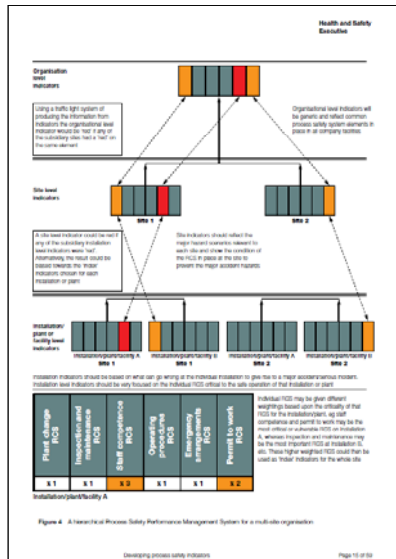 Health and Safety
Executive
Organisation
level
indicators
Using a traffic light system of
producing the information from
indicators the organisational level
indicator would be 'red' if any of
the subsidiary sites had a 'red' on
the same element
Organisational level indicators will
be generic and reflect common
process safety system elements in
place in all company facilities
Site level
indicators
Site 1
Site 2
A site level indicator could be red if
any of the subsidiary installation
level indicators were 'red'.
Alternatively, the result could be
biased towards the 'index'
indicators chosen for each
installation or plant
Site indicators should reflect the
major hazard scenarios relevant to
each site and show the condition of
the RCS in place at the site to
prevent the major accident hazards
Installation/
plant or
facility level
indicators
Installation/plant/facility A
Site 1
Installation/plant/facility B
Site 1
Installation/plant/facility A
Site 2
Installation/plant/facility B
Site 2
Installation indicators should be based on what can go wrong at the individual installation to give rise to a major accident/serious incident.
Installation level indicators should be very focused on the individual RCS critical to the safe operation of that installation or plant
Plant change
RCS
Inspection and
maintenance
RCS
Staff competence
RCS
Operating
procedures
RCS
Emergency
arrangements
RCS
Permit to work
RCS
x 1
x 1
x 3
x 1
x 1
x 2
Installation/plant/facility A
Individual RCS may be given different
weightings based upon the criticality of that
RCS for the installation/plant, eg staff
competence and permit to work may be the
most critical or vulnerable RCS on installation
A, whereas inspection and maintenance may
be the most important RCS at installation B,
etc. These higher weighted RCS could then be
used as 'index' indicators for the whole site
Figure 4 A hierarchical Process Safety Performance Management System for a multi-site organisation
Developing process safety indicators
Page 15 of 59